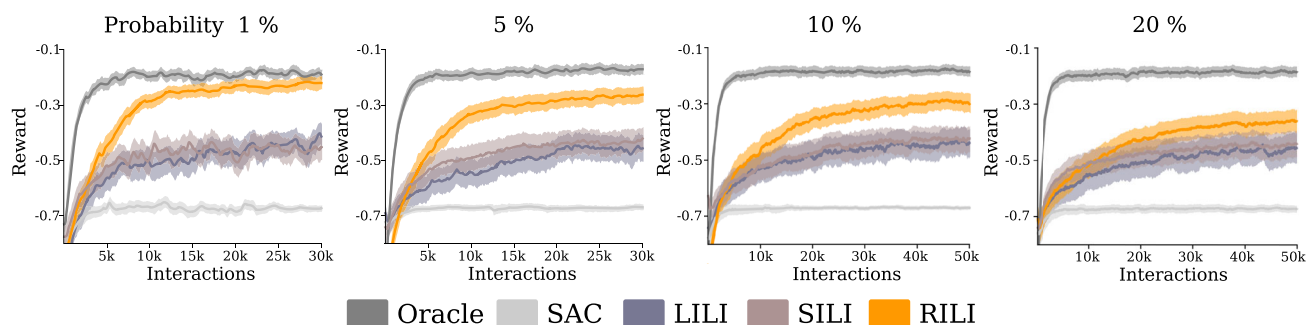 Probability 1 %
5 %
10 %
20 %
-0.1
-0.3
-0.5
-0.7
Reward
5k 10k 15k 20k 25k 30k
Interactions
-0.1
-0.3
-0.5
-0.7
Reward
5k 10k 15k 20k 25k 30k
Interactions
-0.1
-0.3
-0.5
-0.7
Reward
10k 20k 30k 40k 50k
Interactions
-0.1
-0.3
-0.5
-0.7
Reward
10k 20k 30k 40k 50k
Interactions
Oracle SAC LILI SILI RILI